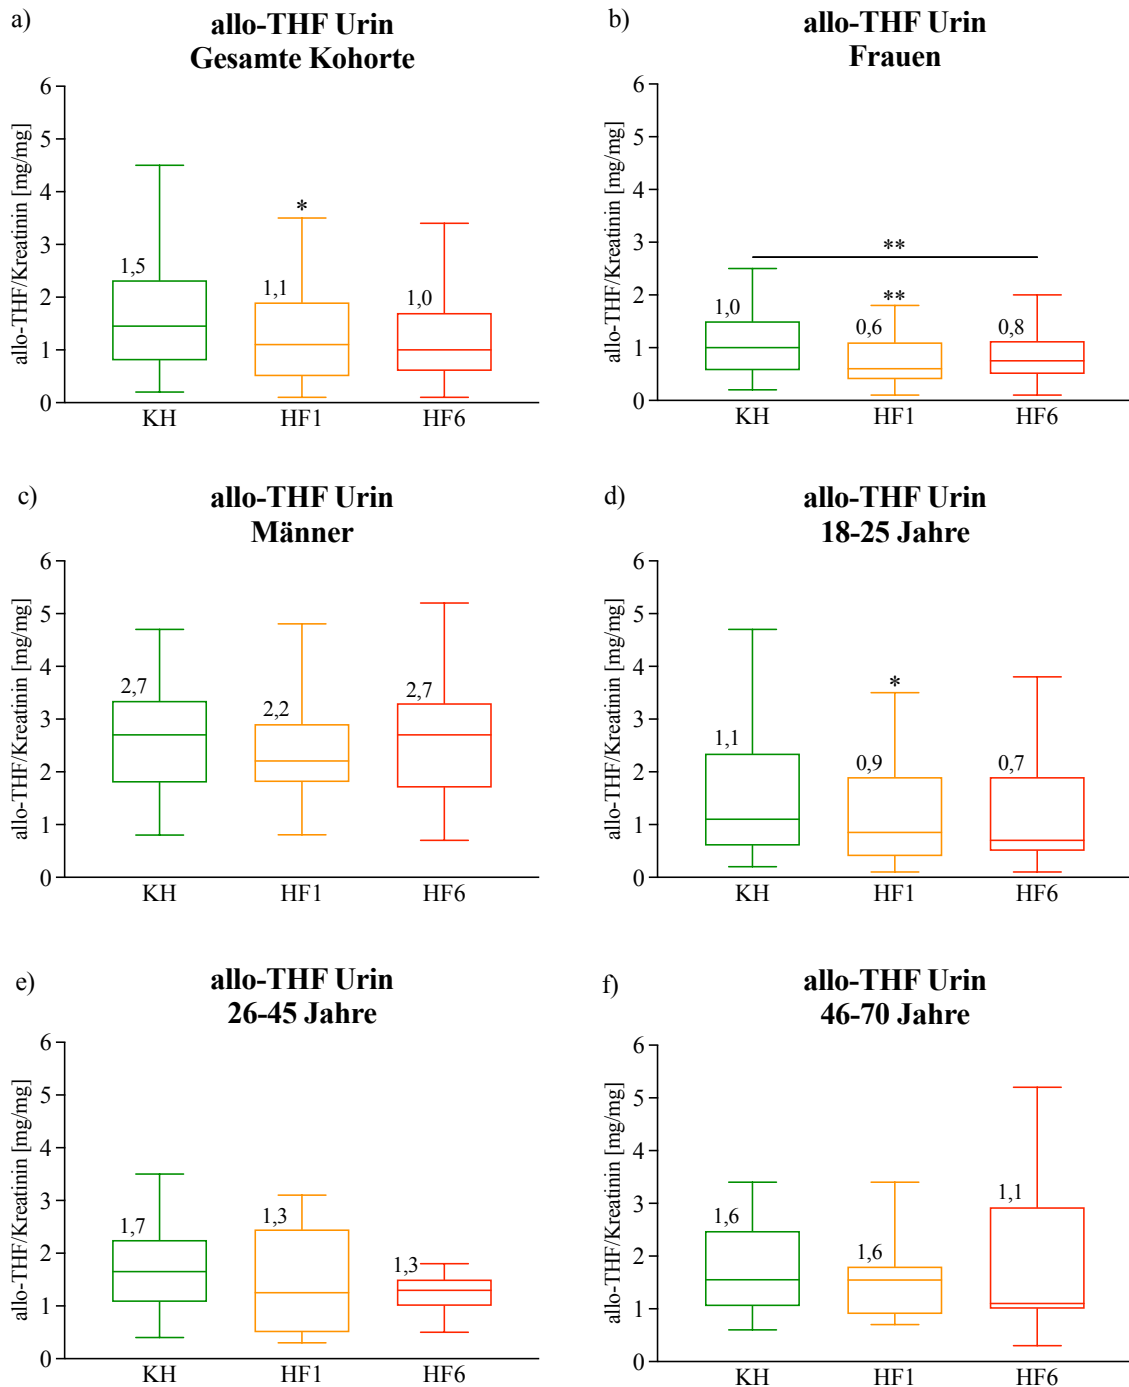 a)
allo-THF Urin
Gesamte Kohorte
allo-THF/Kreatinin [mg/mg]
6
5
4
3
2
1
0
1,5
*
1,1
1,0
KH HF1 HF6
b)
allo-THF Urin
Frauen
allo-THF/Kreatinin [mg/mg]
6
5
4
3
2
1
0
**
1,0
**
0,6
0,8
KH HF1 HF6
c)
allo-THF Urin
Männer
allo-THF/Kreatinin [mg/mg]
6
5
4
3
2
1
0
2,7
2,2
2,7
KH HF1 HF6
d)
allo-THF Urin
18-25 Jahre
allo-THF/Kreatinin [mg/mg]
6
5
4
3
2
1
0
1,1
*
0,9
0,7
KH HF1 HF6
e)
allo-THF Urin
26-45 Jahre
allo-THF/Kreatinin [mg/mg]
6
5
4
3
2
1
0
1,7
1,3
1,3
KH HF1 HF6
f)
allo-THF Urin
46-70 Jahre
allo-THF/Kreatinin [mg/mg]
6
5
4
3
2
1
0
1,6
1,6
1,1
KH HF1 HF6